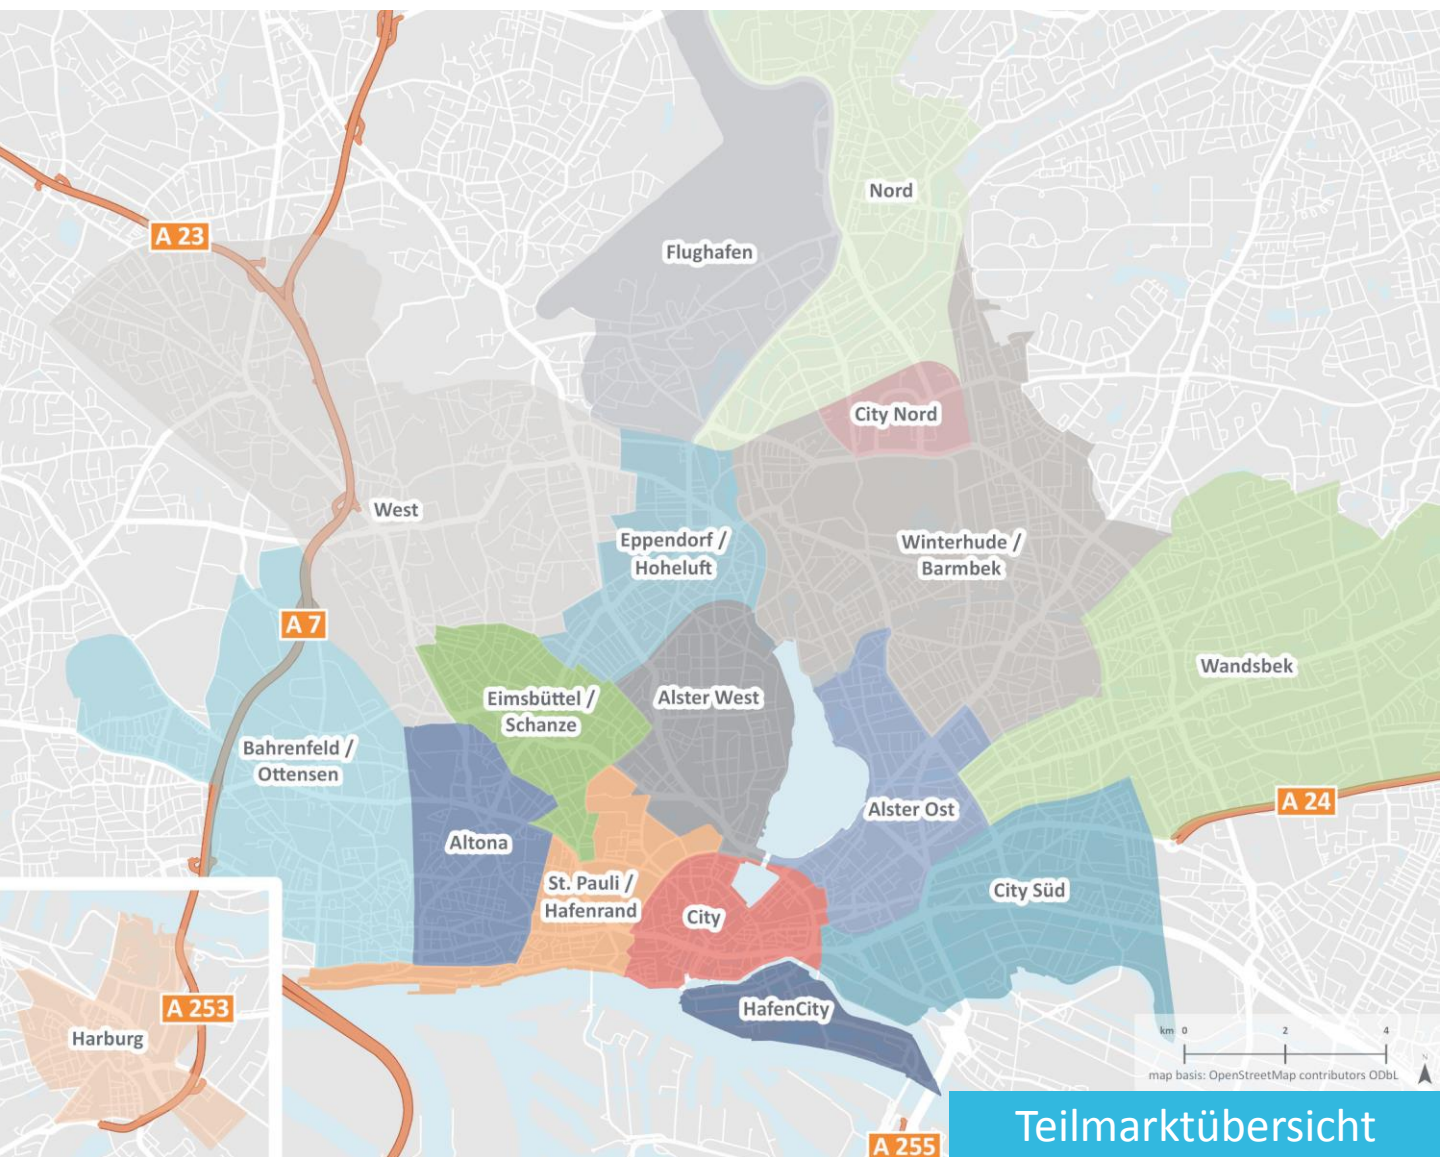 Nord
A 23
Flughafen
City Nord
West
Eppendorf /
Hoheluft
Winterhude /
Barmbek
A 7
Wandsbek
Eimsbüttel /
Schanze
Alster West
Bahrenfeld /
Ottensen
A 24
Alster Ost
Altona
St. Pauli /
Hafenrand
City Süd
City
A 253
HafenCity
Harburg
km 0 2 4
N
map basis: OpenStreetMap contributors ODbL
Teilmarktübersicht
A 255